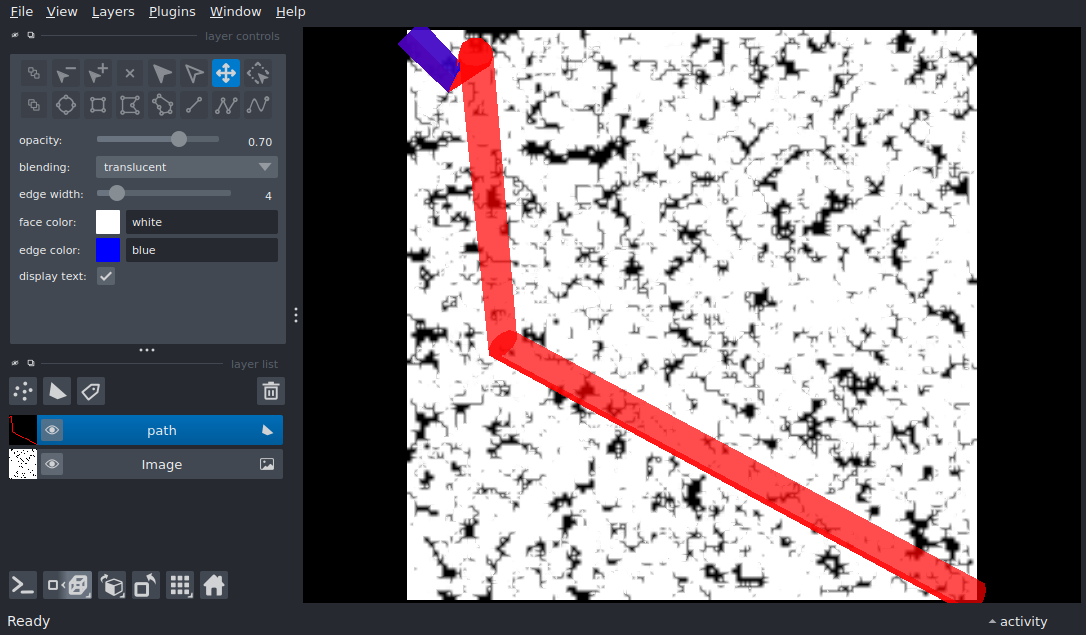 File View Layers Plugins Window Help
layer controls
opacity: 0.70
blending: translucent
edge width: 4
face color: white
edge color: blue
display text:
layer list
path
Image
Ready
activity